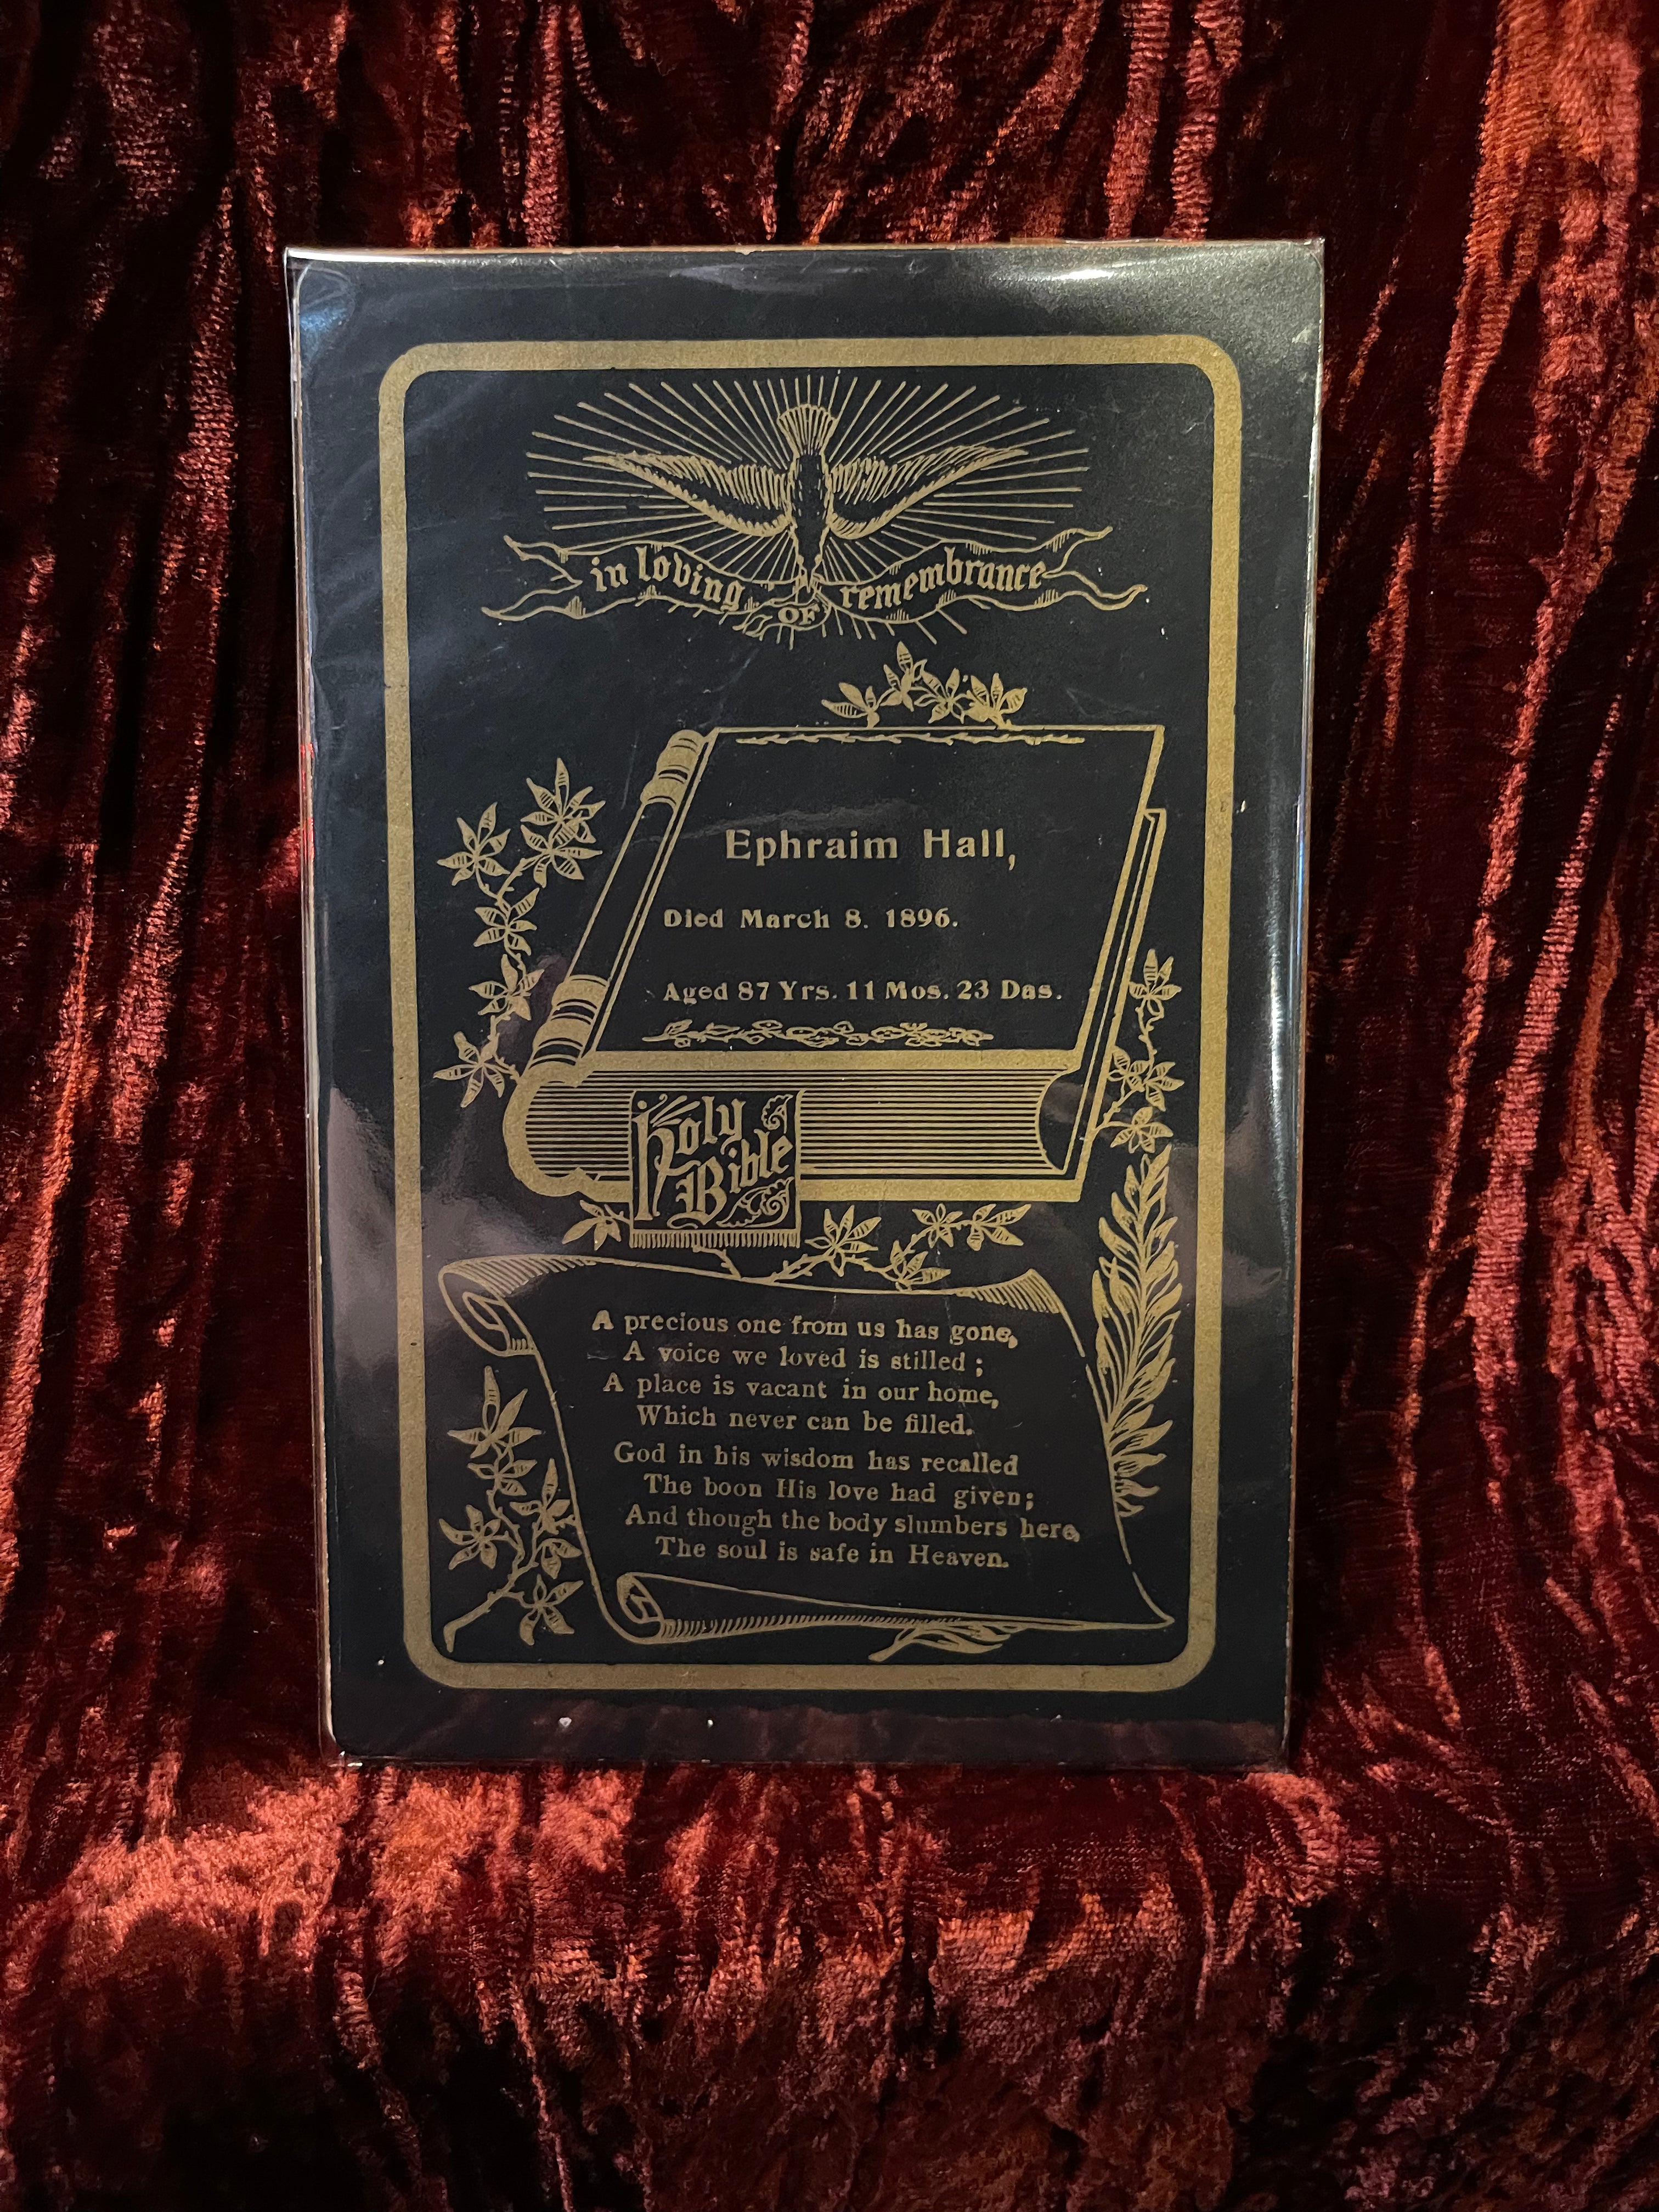 in loving OF remembrance
Ephraim Hall,
Died March 8. 1896.
Aged 87 Yrs. 11 Mos. 23 Das.
Holy
Bible
A precious one from us has gone,
A voice we loved is stilled ;
A place is vacant in our home,
Which never can be filled.
God in his wisdom has recalled
The boon His love had given;
And though the body slumbers here,
The soul is safe in Heaven.